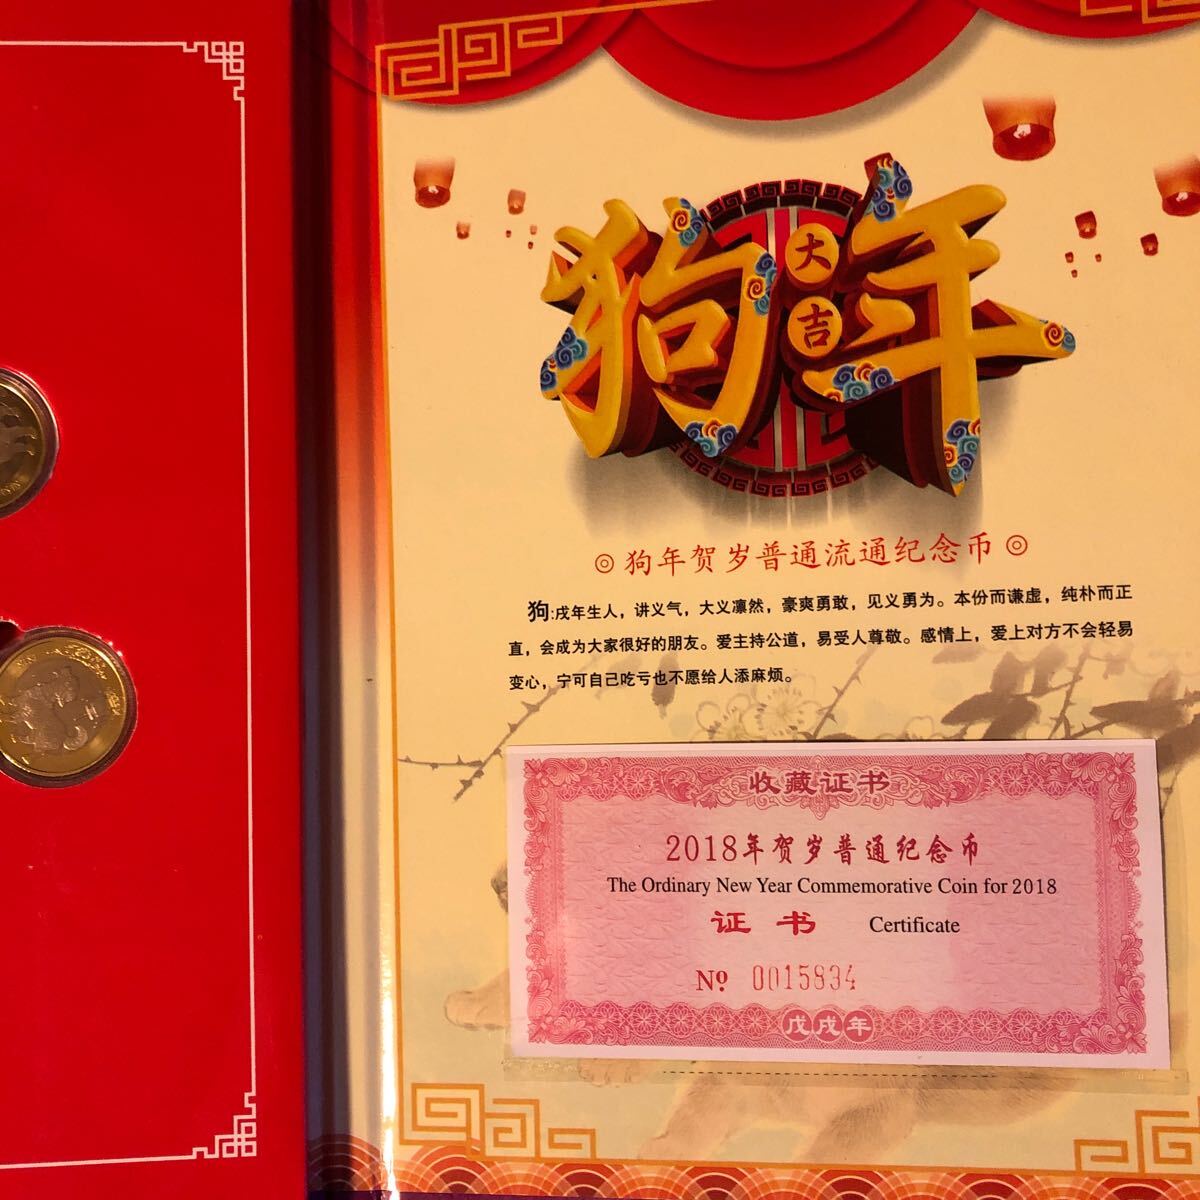 狗年
大吉
狗年贺岁普通流通纪念币
狗:戌年生人，讲义气，大义凛然，豪爽勇敢，见义勇为。本份而谦虚，纯朴而正
直，会成为大家很好的朋友。爱主持公道，易受人尊敬。感情上，爱上对方不会轻易
变心，宁可自己吃亏也不愿给人添麻烦。
收藏证书
2018年贺岁普通纪念币
The Ordinary New Year Commemorative Coin for 2018
证书 Certificate
№ 0015834
戊戌年